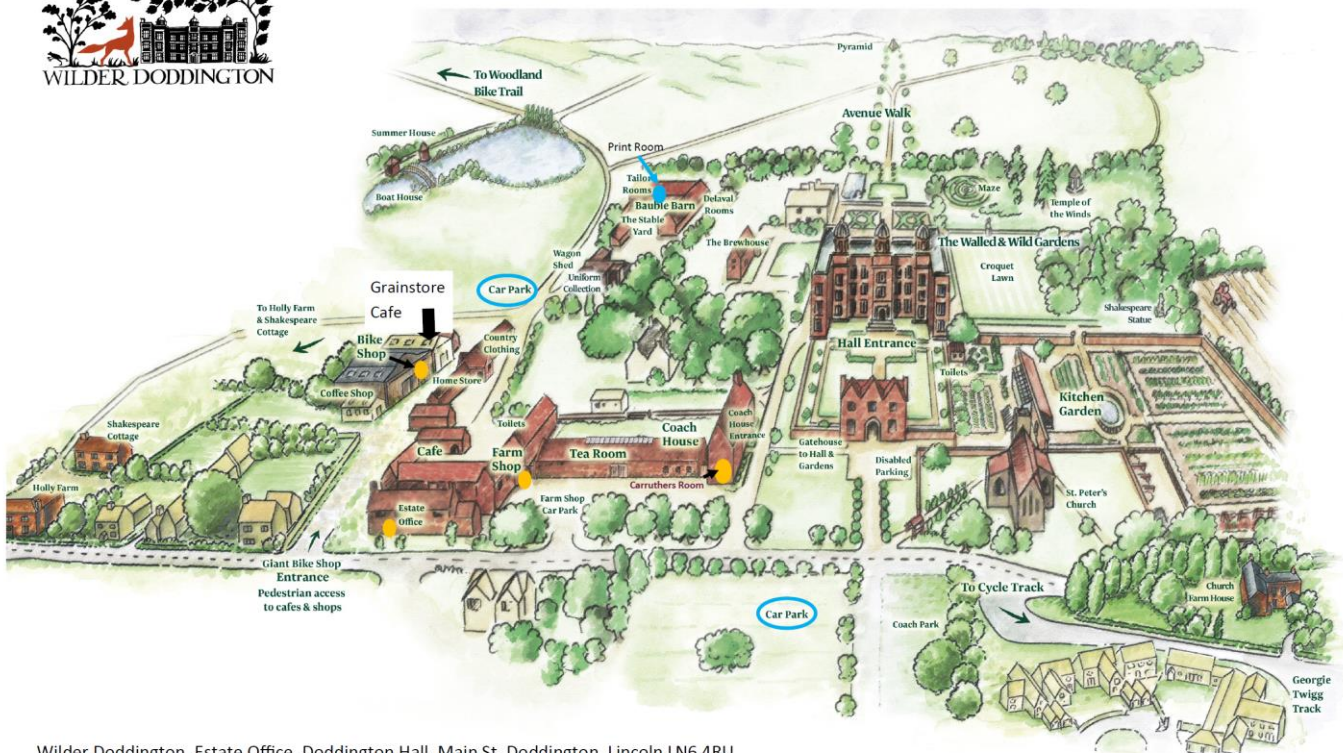 WILDER DODDINGTON
To Woodland
Bike Trail
Pyramid
Avenue Walk
Summer House
Boat House
Print Room
Tailor
Rooms
Bauble Barn
Delaval
Rooms
The Stable
Yard
The Brewhouse
Maze
Temple of
the Winds
The Walled & Wild Gardens
Croquet
Lawn
Wagon
Shed
Uniform
Collection
Car Park
Grainstore
Cafe
To Holly Farm
& Shakespeare
Cottage
Bike
Shop
Country
Clothing
Home Store
Coffee Shop
Shakespeare
Statue
Hall Entrance
Toilets
Kitchen
Garden
Shakespeare
Cottage
Holly Farm
Cafe
Toilets
Farm
Shop
Tea Room
Coach
House
Coach
House
Entrance
Carruthers Room
Gatehouse
to Hall &
Gardens
Disabled
Parking
St. Peter's
Church
Estate
Office
Farm Shop
Car Park
Giant Bike Shop
Entrance
Pedestrian access
to cafes & shops
Car Park
Coach Park
To Cycle Track
Church
Farm House
Georgie
Twigg
Track
Wilder Doddington, Estate Office, Doddington Hall, Main St, Doddington, Lincoln LN6 4RU